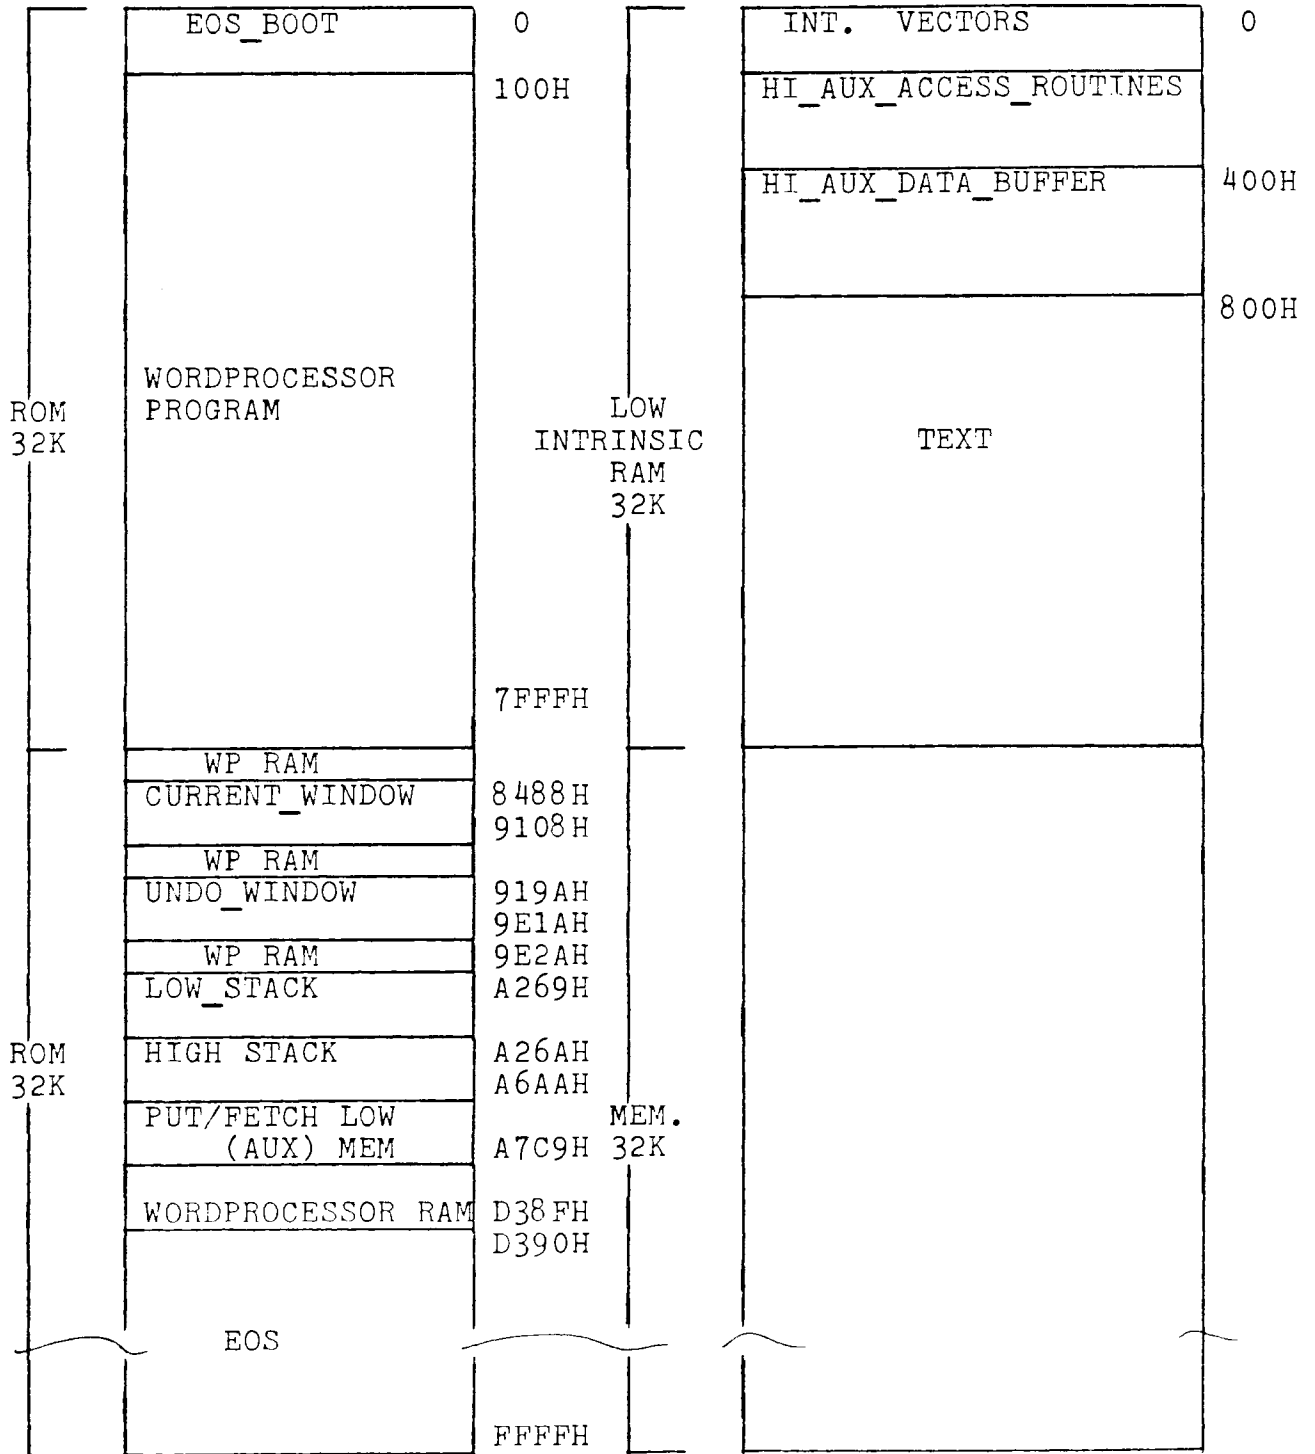 EOS_BOOT 0
100H
WORDPROCESSOR
PROGRAM
ROM
32K
7FFFH
WP RAM
CURRENT_WINDOW 8488H
9108H
WP RAM
UNDO_WINDOW 919AH
9E1AH
WP RAM 9E2AH
LOW_STACK A269H
ROM
32K
HIGH STACK A26AH
A6AAH
PUT/FETCH LOW
(AUX) MEM A7C9H
WORDPROCESSOR RAM D38FH
D390H
EOS
FFFFH
INT. VECTORS 0
HI_AUX_ACCESS_ROUTINES
HI_AUX_DATA_BUFFER 400H
800H
LOW
INTRINSIC
RAM
32K
TEXT
MEM.
32K